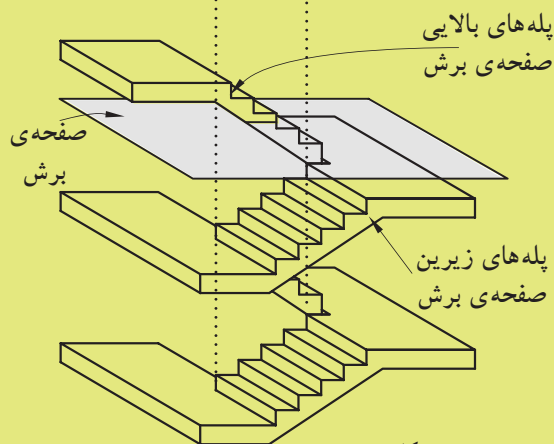 پله‌های بالایی
صفحه‌ی برش
صفحه‌ی
برش
پله‌های زیرین
صفحه‌ی برش